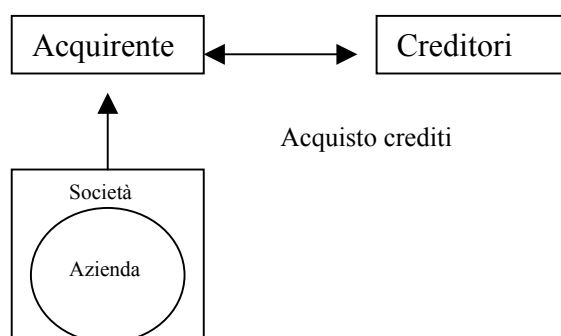 Acquirente
Creditori
Acquisto crediti
Società
Azienda